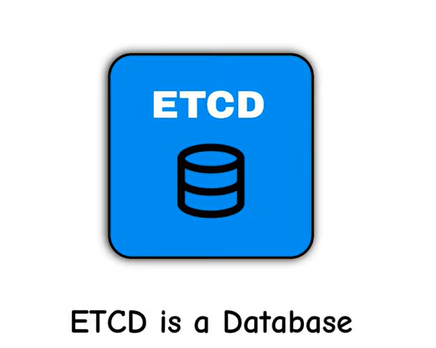 ETCD
ETCD is a Database